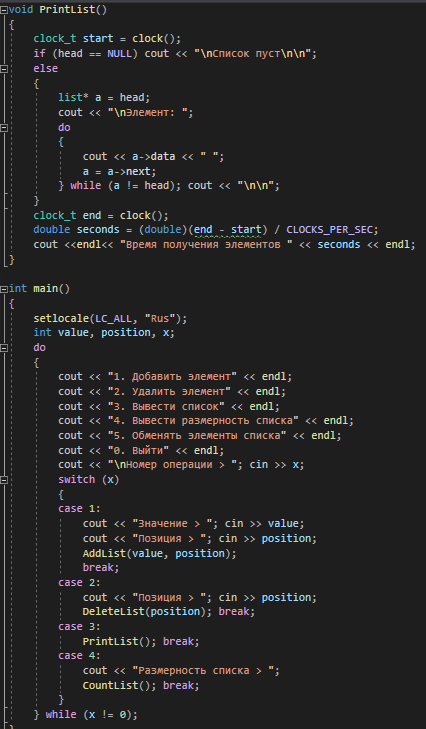 void PrintList()
{
clock_t start = clock();
if (head == NULL) cout << "\nСписок пуст\n\n";
else
{
list* a = head;
cout << "\nЭлемент: ";
do
{
cout << a->data << " ";
a = a->next;
} while (a != head); cout << "\n\n";
}
clock_t end = clock();
double seconds = (double)(end - start) / CLOCKS_PER_SEC;
cout <<endl<< "Время получения элементов " << seconds << endl;
}
int main()
{
setlocale(LC_ALL, "Rus");
int value, position, x;
do
{
cout << "1. Добавить элемент" << endl;
cout << "2. Удалить элемент" << endl;
cout << "3. Вывести список" << endl;
cout << "4. Вывести размерность списка" << endl;
cout << "5. Обменять элементы списка" << endl;
cout << "0. Выйти" << endl;
cout << "\nНомер операции > "; cin >> x;
switch (x)
{
case 1:
cout << "Значение > "; cin >> value;
cout << "Позиция > "; cin >> position;
AddList(value, position);
break;
case 2:
cout << "Позиция > "; cin >> position;
DeleteList(position); break;
case 3:
PrintList(); break;
case 4:
cout << "Размерность списка > ";
CountList(); break;
}
} while (x != 0);
}